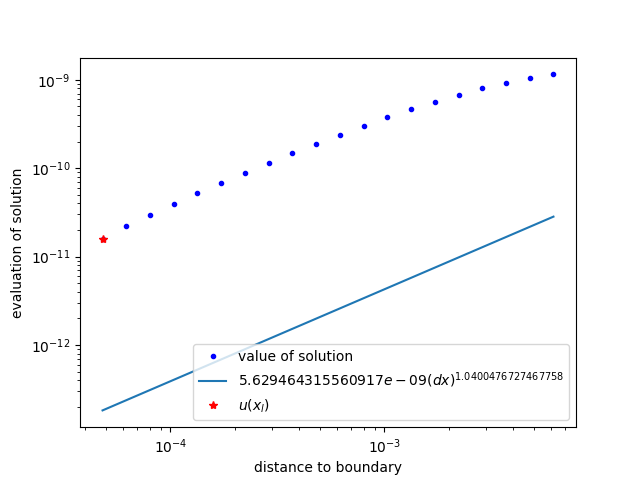 10⁻⁹
10⁻¹⁰
10⁻¹¹
10⁻¹²
evaluation of solution
value of solution
5.629464315560917e − 09(dx)^1.0400476727467758
u(x_l)
10⁻⁴
10⁻³
distance to boundary